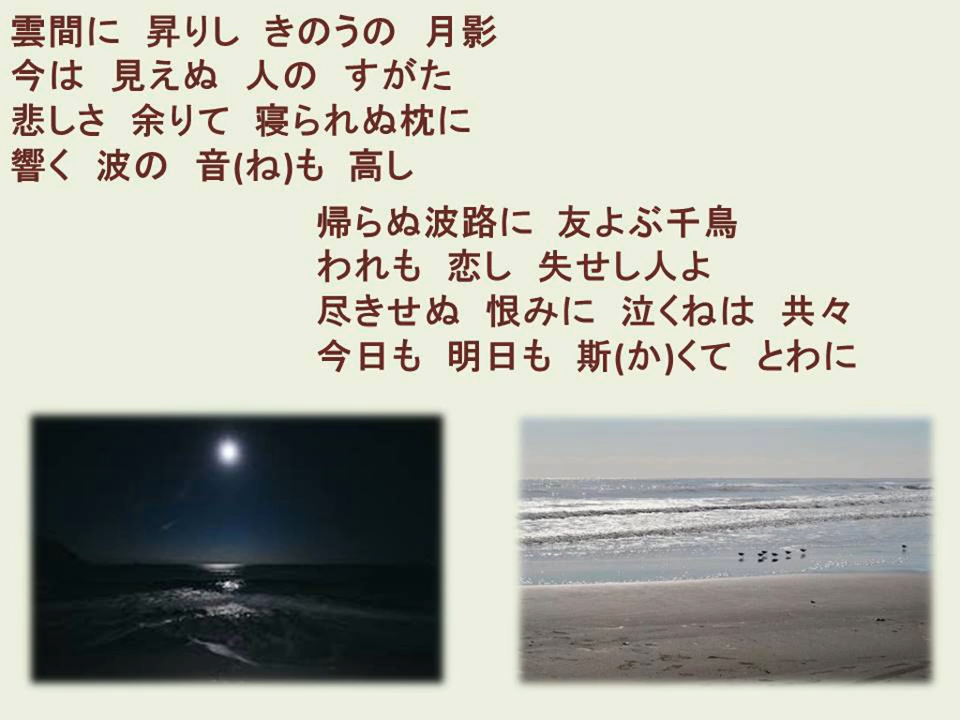 雲間に　昇りし　きのうの　月影
今は　見えぬ　人の　すがた
悲しさ　余りて　寝られぬ枕に
響く　波の　音(ね)も　高し
帰らぬ波路に　友よぶ千鳥
われも　恋し　失せし人よ
尽きせぬ　恨みに　泣くねは　共々
今日も　明日も　斯(か)くて　とわに